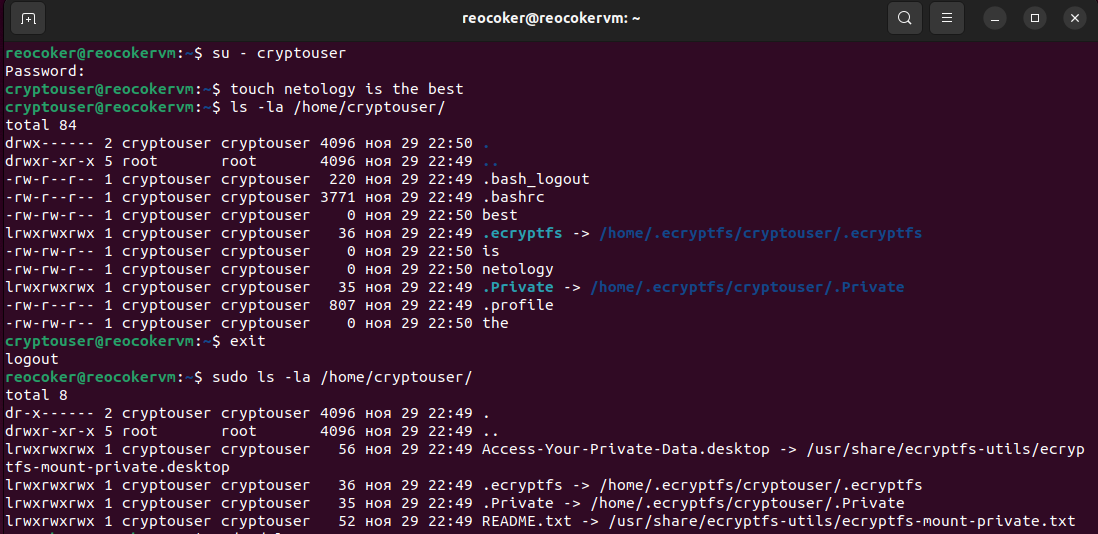 reocoker@reocokervm: ~
reocoker@reocokervm:~$ su - cryptouser
Password:
cryptouser@reocokervm:~$ touch netology is the best
cryptouser@reocokervm:~$ ls -la /home/cryptouser/
total 84
drwx------ 2 cryptouser cryptouser 4096 ноя 29 22:50 .
drwxr-xr-x 5 root       root       4096 ноя 29 22:49 ..
-rw-r--r-- 1 cryptouser cryptouser  220 ноя 29 22:49 .bash_logout
-rw-r--r-- 1 cryptouser cryptouser 3771 ноя 29 22:49 .bashrc
-rw-rw-r-- 1 cryptouser cryptouser    0 ноя 29 22:50 best
lrwxrwxrwx 1 cryptouser cryptouser   36 ноя 29 22:49 .ecryptfs -> /home/.ecryptfs/cryptouser/.ecryptfs
-rw-rw-r-- 1 cryptouser cryptouser    0 ноя 29 22:50 is
-rw-rw-r-- 1 cryptouser cryptouser    0 ноя 29 22:50 netology
lrwxrwxrwx 1 cryptouser cryptouser   35 ноя 29 22:49 .Private -> /home/.ecryptfs/cryptouser/.Private
-rw-r--r-- 1 cryptouser cryptouser  807 ноя 29 22:49 .profile
-rw-rw-r-- 1 cryptouser cryptouser    0 ноя 29 22:50 the
cryptouser@reocokervm:~$ exit
logout
reocoker@reocokervm:~$ sudo ls -la /home/cryptouser/
total 8
dr-x------ 2 cryptouser cryptouser 4096 ноя 29 22:49 .
drwxr-xr-x 5 root       root       4096 ноя 29 22:49 ..
lrwxrwxrwx 1 cryptouser cryptouser   56 ноя 29 22:49 Access-Your-Private-Data.desktop -> /usr/share/ecryptfs-utils/ecryp
tfs-mount-private.desktop
lrwxrwxrwx 1 cryptouser cryptouser   36 ноя 29 22:49 .ecryptfs -> /home/.ecryptfs/cryptouser/.ecryptfs
lrwxrwxrwx 1 cryptouser cryptouser   35 ноя 29 22:49 .Private -> /home/.ecryptfs/cryptouser/.Private
lrwxrwxrwx 1 cryptouser cryptouser   52 ноя 29 22:49 README.txt -> /usr/share/ecryptfs-utils/ecryptfs-mount-private.txt